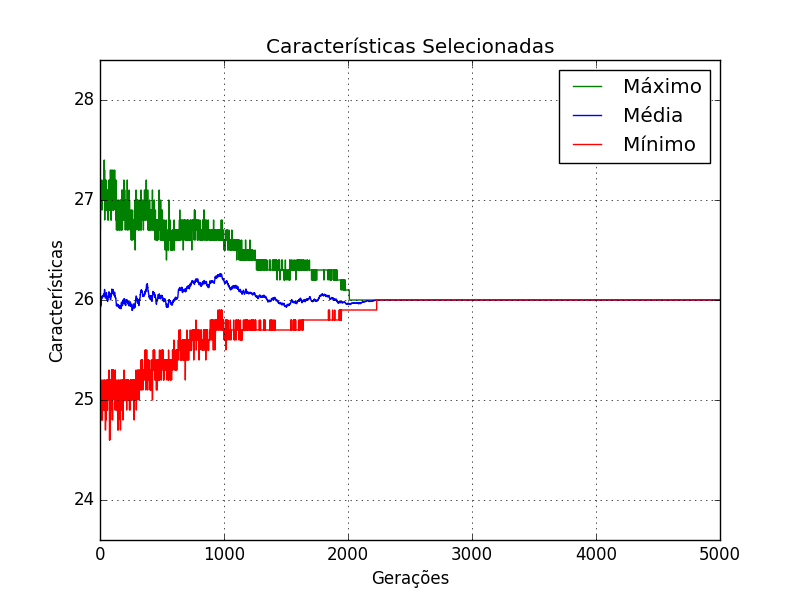 Características Selecionadas
Máximo
Média
Mínimo
28
27
26
25
24
Características
0 1000 2000 3000 4000 5000
Gerações